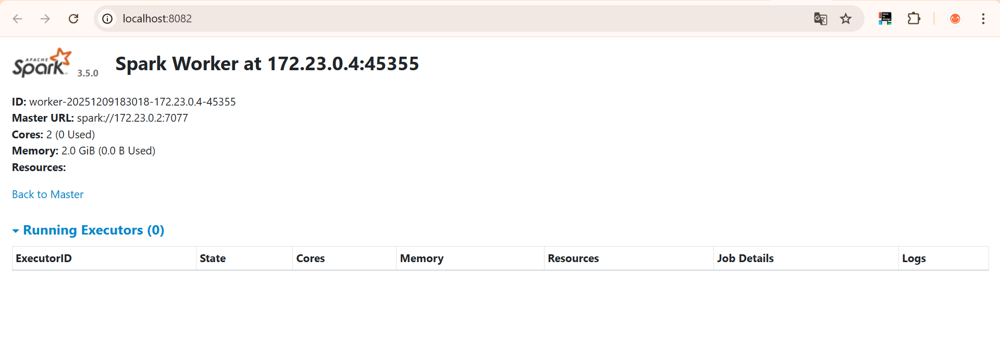 localhost:8082
APACHE
Spark 3.5.0 Spark Worker at 172.23.0.4:45355
ID: worker-20251209183018-172.23.0.4-45355
Master URL: spark://172.23.0.2:7077
Cores: 2 (0 Used)
Memory: 2.0 GiB (0.0 B Used)
Resources:
Back to Master
Running Executors (0)
ExecutorID State Cores Memory Resources Job Details Logs